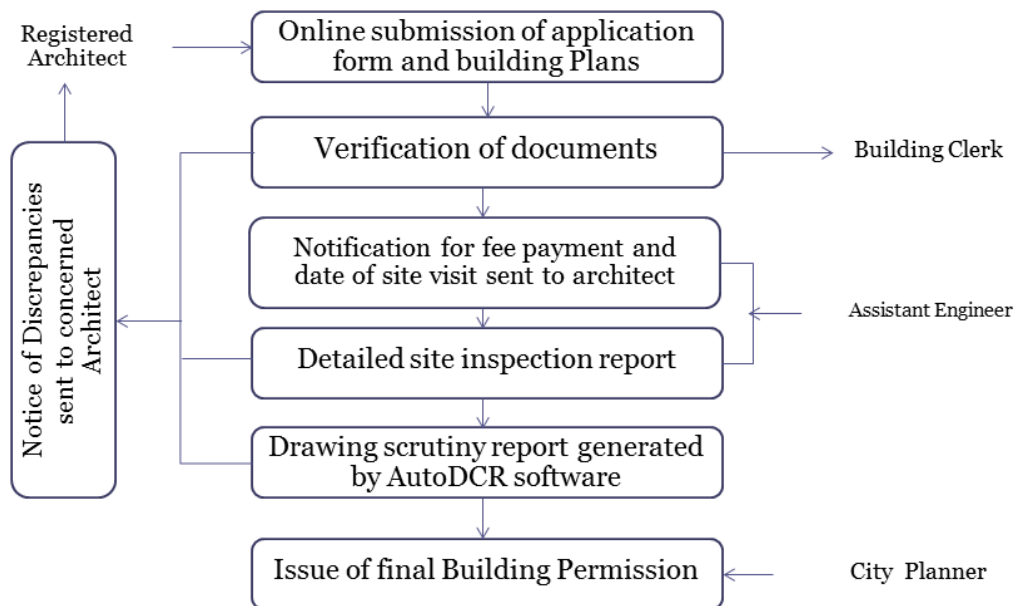 Registered
Architect
Online submission of application
form and building Plans
Verification of documents
Building Clerk
Notice of Discrepancies
sent to concerned
Architect
Notification for fee payment and
date of site visit sent to architect
Assistant Engineer
Detailed site inspection report
Drawing scrutiny report generated
by AutoDCR software
Issue of final Building Permission
City Planner